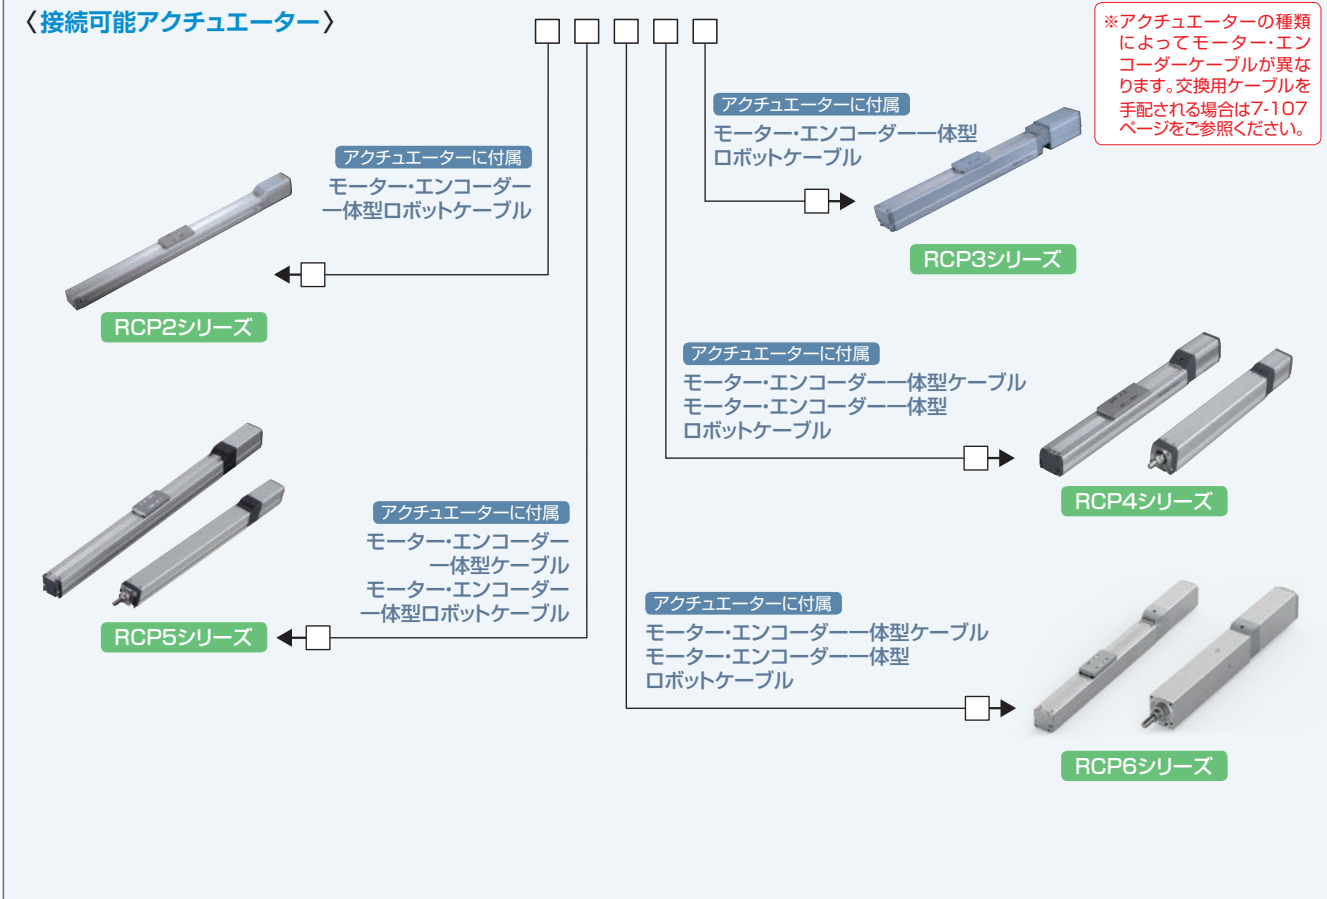 〈接続可能アクチュエーター〉
※アクチュエーターの種類
によってモーター・エン
コーダーケーブルが異な
ります。交換用ケーブルを
手配される場合は7-107
ページをご参照ください。
アクチュエーターに付属
モーター・エンコーダー一体型
ロボットケーブル
RCP3シリーズ
アクチュエーターに付属
モーター・エンコーダー
一体型ロボットケーブル
RCP2シリーズ
アクチュエーターに付属
モーター・エンコーダー一体型ケーブル
モーター・エンコーダー一体型
ロボットケーブル
RCP4シリーズ
アクチュエーターに付属
モーター・エンコーダー
一体型ケーブル
モーター・エンコーダー
一体型ロボットケーブル
RCP5シリーズ
アクチュエーターに付属
モーター・エンコーダー一体型ケーブル
モーター・エンコーダー一体型
ロボットケーブル
RCP6シリーズ